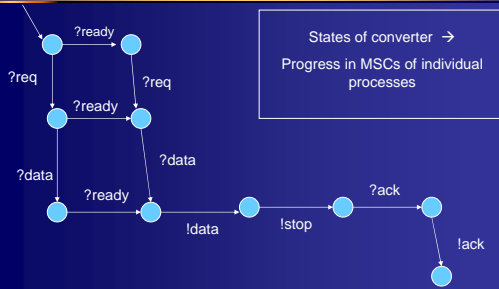 ?ready
States of converter →
Progress in MSCs of individual
processes
?req
?req
?ready
?data
?data
?ready
?ack
!data
!stop
!ack